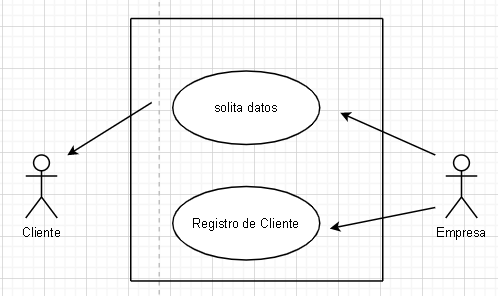 solita datos
Cliente
Registro de Cliente
Empresa